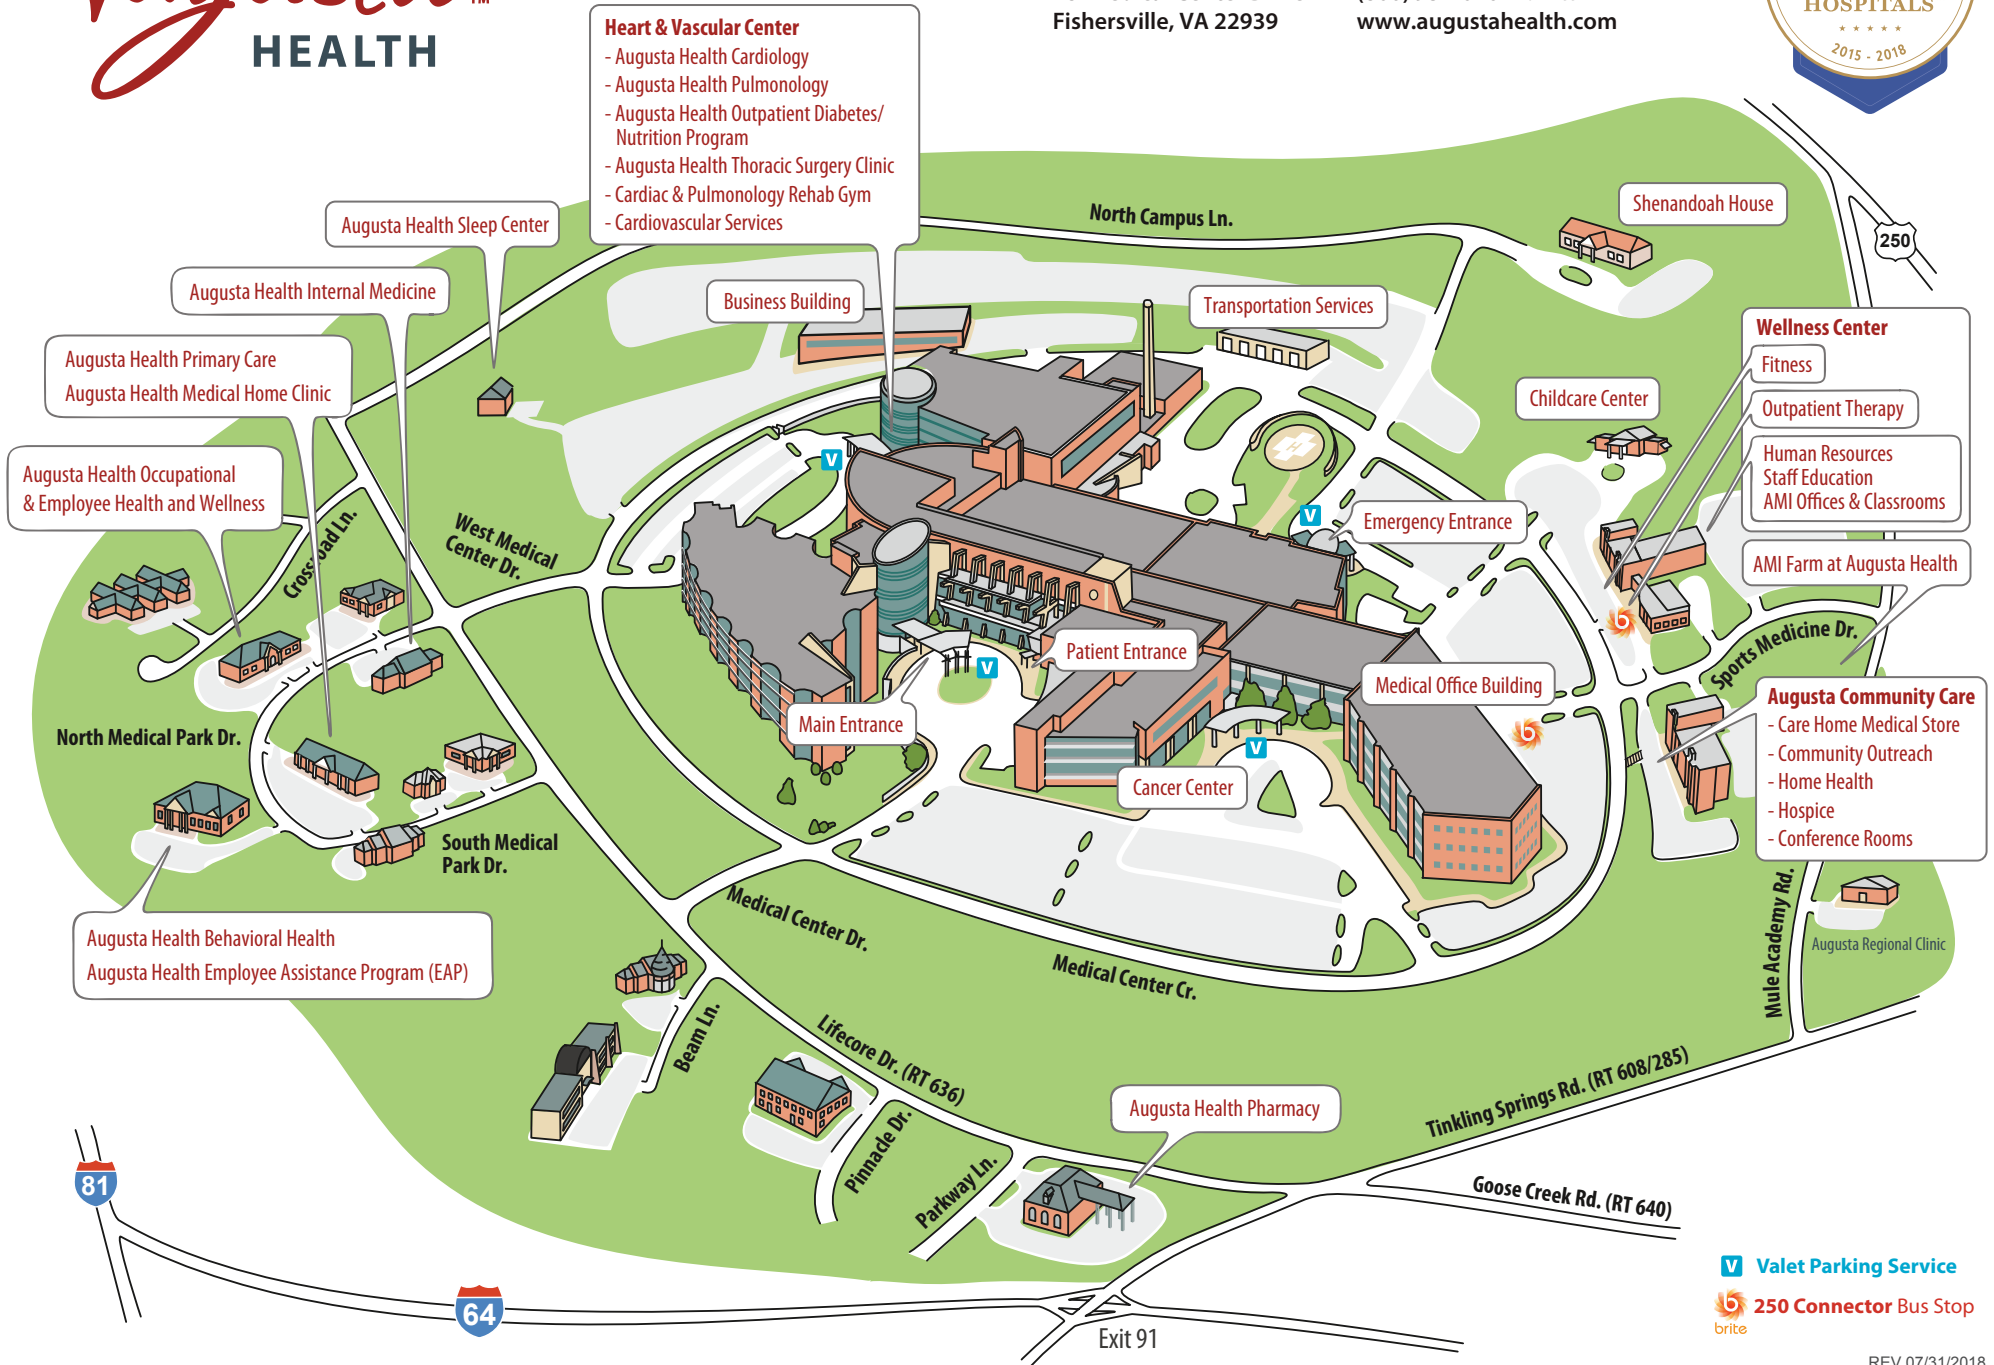 HEALTH
TM
Fishersville, VA 22939
www.augustahealth.com
HOSPITALS
2015 - 2018
Heart & Vascular Center
- Augusta Health Cardiology
- Augusta Health Pulmonology
- Augusta Health Outpatient Diabetes/
Nutrition Program
- Augusta Health Thoracic Surgery Clinic
- Cardiac & Pulmonology Rehab Gym
- Cardiovascular Services
Augusta Health Sleep Center
North Campus Ln.
Shenandoah House
250
Augusta Health Internal Medicine
Business Building
Transportation Services
Augusta Health Primary Care
Augusta Health Medical Home Clinic
Wellness Center
Fitness
Outpatient Therapy
Human Resources
Staff Education
AMI Offices & Classrooms
Childcare Center
Augusta Health Occupational
& Employee Health and Wellness
V
H
V
Emergency Entrance
Crossroad Ln.
West Medical
Center Dr.
AMI Farm at Augusta Health
b
Sports Medicine Dr.
Patient Entrance
V
Medical Office Building
Main Entrance
Augusta Community Care
- Care Home Medical Store
- Community Outreach
- Home Health
- Hospice
- Conference Rooms
North Medical Park Dr.
b
V
Cancer Center
South Medical
Park Dr.
Medical Center Dr.
Medical Center Cr.
Mule Academy Rd.
Augusta Regional Clinic
Augusta Health Behavioral Health
Augusta Health Employee Assistance Program (EAP)
Beam Ln.
Lifecore Dr. (RT 636)
Tinkling Springs Rd. (RT 608/285)
Augusta Health Pharmacy
Pinnacle Dr.
Parkway Ln.
Goose Creek Rd. (RT 640)
81
64
Exit 91
V Valet Parking Service
b 250 Connector Bus Stop
brite
REV 07/31/2018